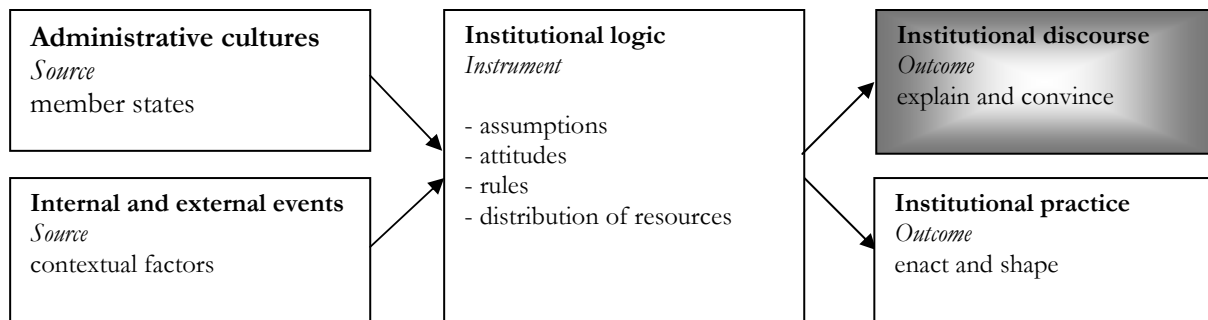 Administrative cultures
Source
member states
Internal and external events
Source
contextual factors
Institutional logic
Instrument
- assumptions
- attitudes
- rules
- distribution of resources
Institutional discourse
Outcome
explain and convince
Institutional practice
Outcome
enact and shape